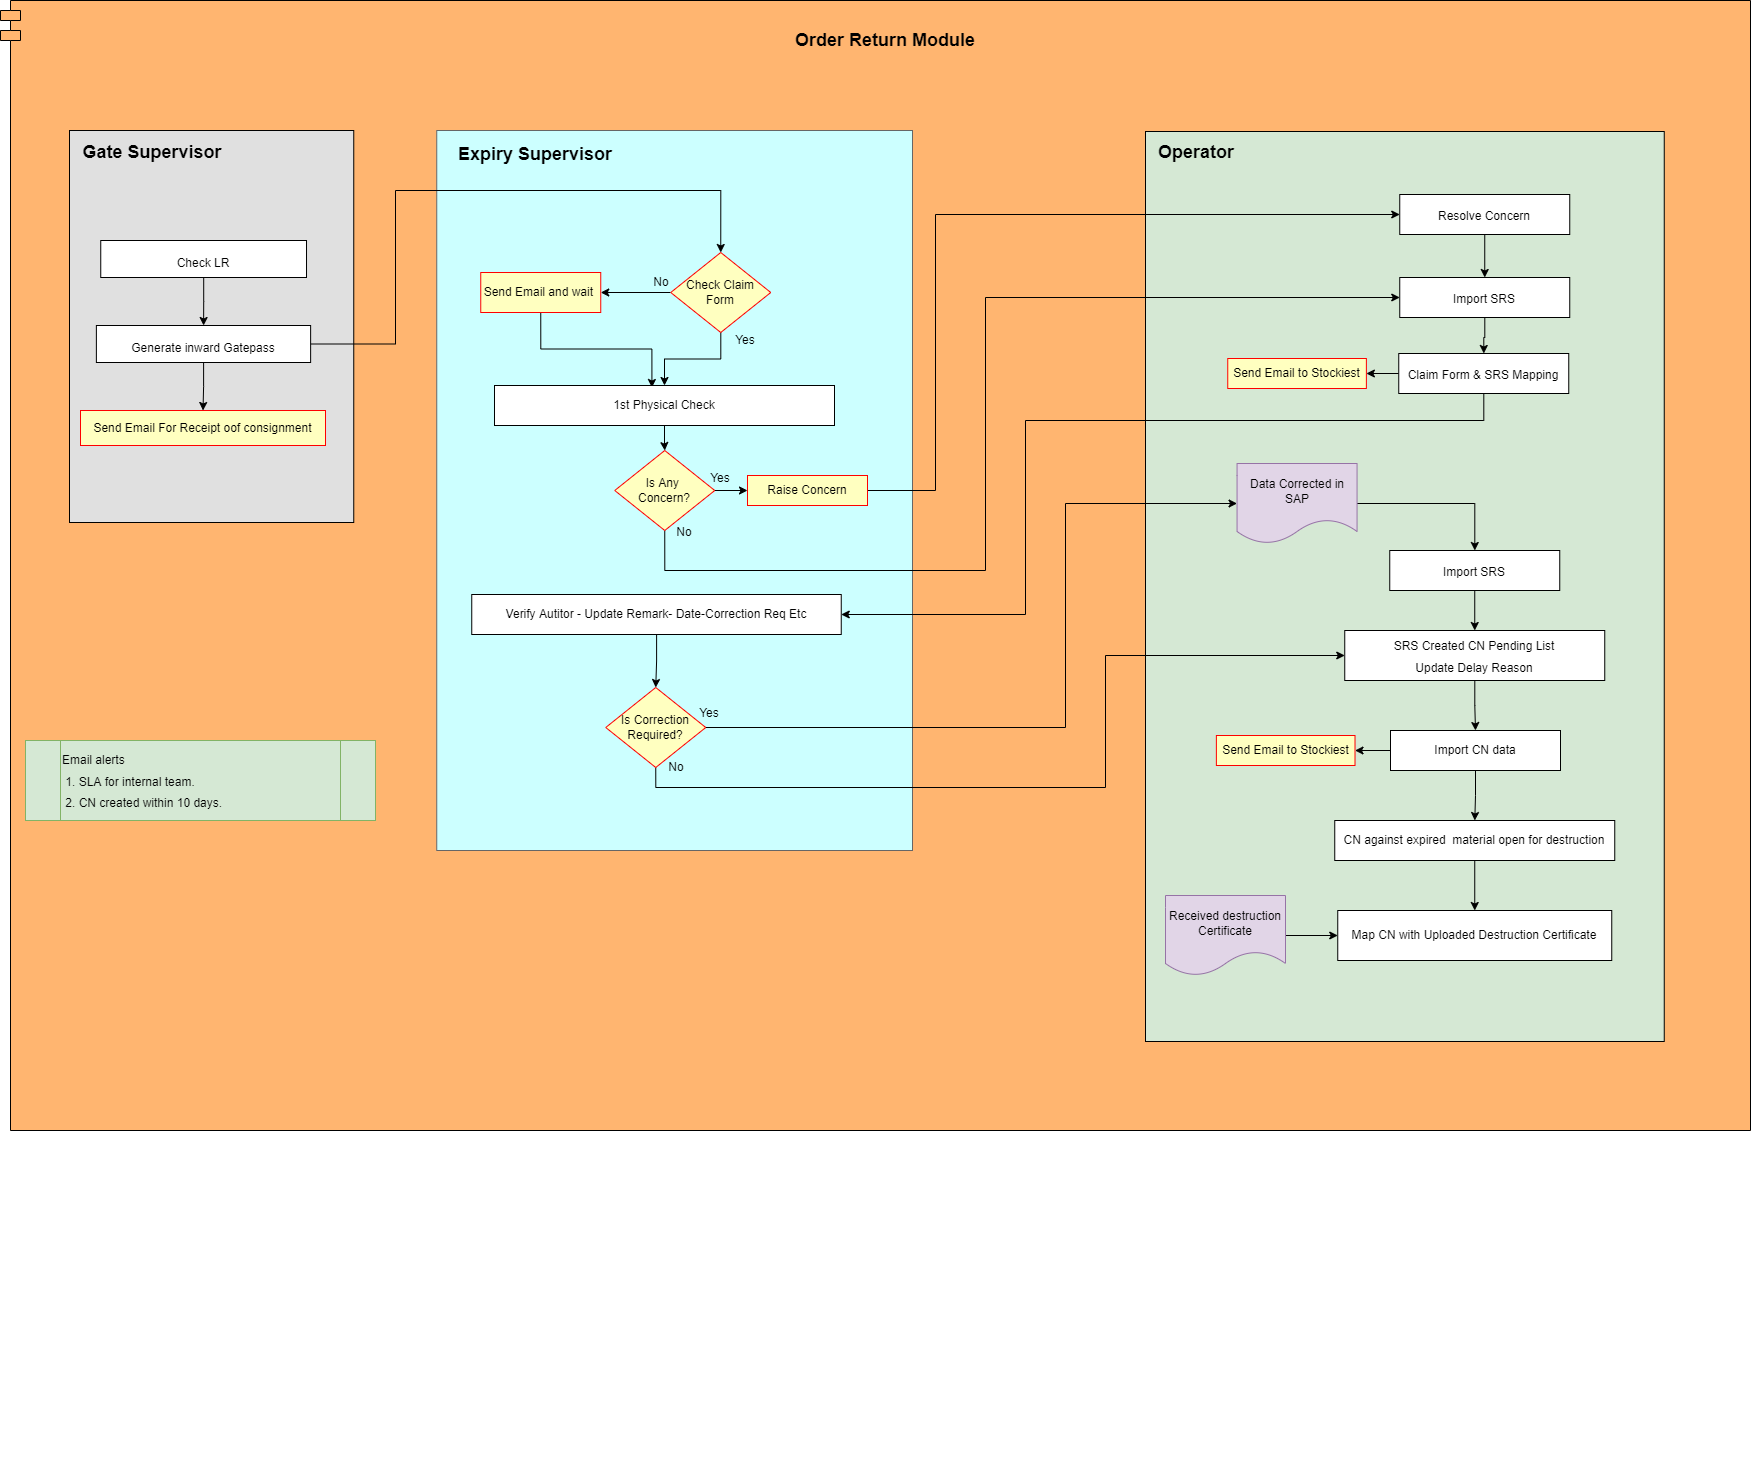 Order Return Module
Gate Supervisor
Check LR
Generate inward Gatepass
Send Email For Receipt oof consignment
Email alerts
1. SLA for internal team.
2. CN created within 10 days.
Expiry Supervisor
Check Claim
Form
No
Send Email and wait
Yes
1st Physical Check
Is Any
Concern?
Yes
Raise Concern
No
Verify Autitor - Update Remark- Date-Correction Req Etc
Is Correction
Required?
Yes
No
Operator
Resolve Concern
Import SRS
Claim Form & SRS Mapping
Send Email to Stockiest
Data Corrected in
SAP
Import SRS
SRS Created CN Pending List
Update Delay Reason
Import CN data
Send Email to Stockiest
CN against expired  material open for destruction
Received destruction
Certificate
Map CN with Uploaded Destruction Certificate